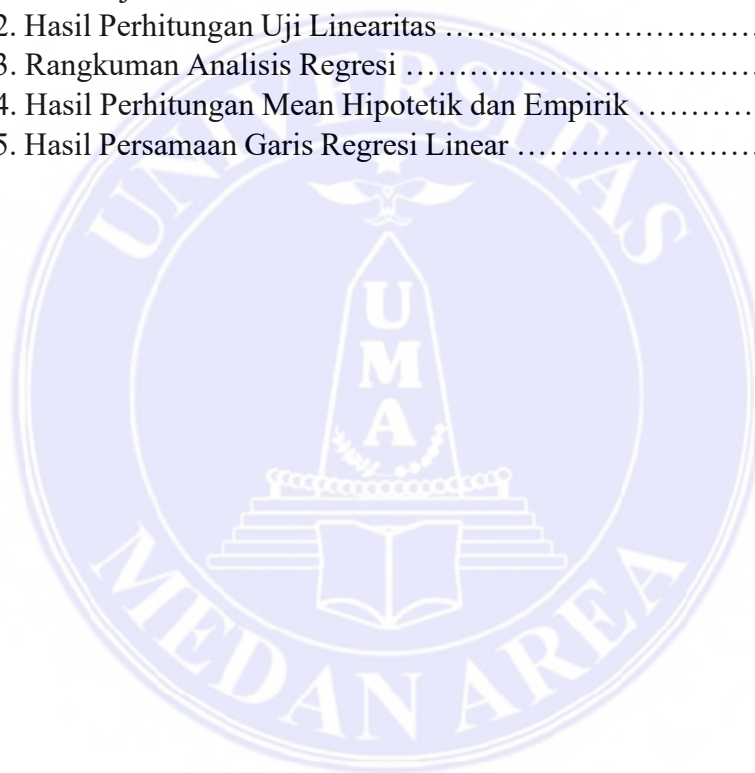 2. Hasil Perhitungan Uji Linearitas ……….…………………
3. Rangkuman Analisis Regresi ………...……………………
4. Hasil Perhitungan Mean Hipotetik dan Empirik …………
5. Hasil Persamaan Garis Regresi Linear ……………………
UNIVERSITAS
U
M
A
MEDAN AREA